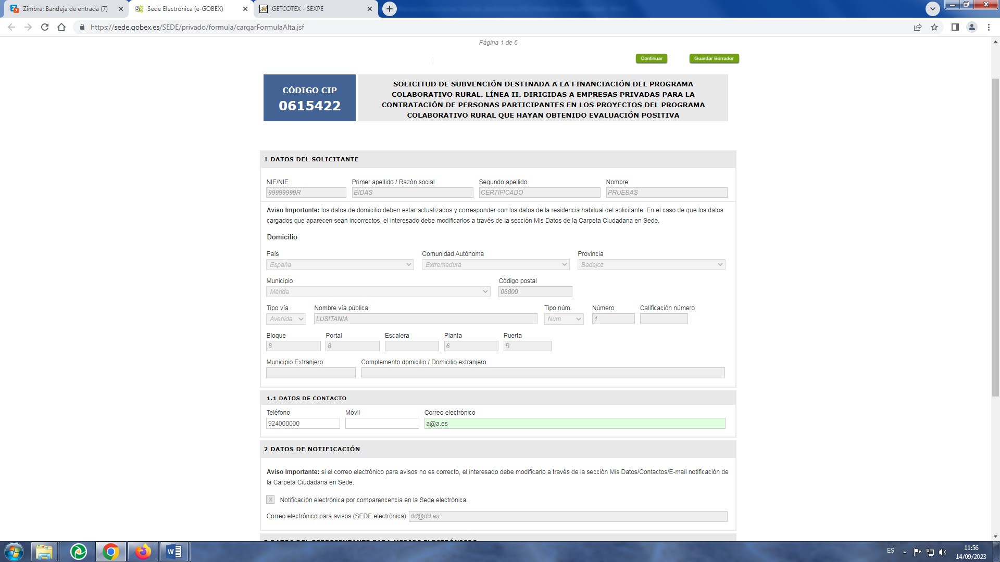 Zimbra: Bandeja de entrada (7)
Sede Electrónica (e-GOBEX)
GETCOTEX - SEXPE
https://sede.gobex.es/SEDE/privado/formula/cargarFormulaAlta.jsf
Página 1 de 6
Continuar
Guardar Borrador
CÓDIGO CIP
0615422
SOLICITUD DE SUBVENCIÓN DESTINADA A LA FINANCIACIÓN DEL PROGRAMA
COLABORATIVO RURAL. LÍNEA II. DIRIGIDAS A EMPRESAS PRIVADAS PARA LA
CONTRATACIÓN DE PERSONAS PARTICIPANTES EN LOS PROYECTOS DEL PROGRAMA
COLABORATIVO RURAL QUE HAYAN OBTENIDO EVALUACIÓN POSITIVA
1 DATOS DEL SOLICITANTE
NIF/NIE Primer apellido / Razón social Segundo apellido Nombre
99999999R EIDAS CERTIFICADO PRUEBAS
Aviso Importante: los datos de domicilio deben estar actualizados y corresponder con los datos de la residencia habitual del solicitante. En el caso de que los datos
cargados que aparecen sean incorrectos, el interesado debe modificarlos a través de la sección Mis Datos de la Carpeta Ciudadana en Sede.
Domicilio
País Comunidad Autónoma Provincia
España Extremadura Badajoz
Municipio Código postal
Mérida 06800
Tipo vía Nombre vía pública Tipo núm. Número Calificación número
Avenida LUSITANIA Num 1
Bloque Portal Escalera Planta Puerta
8 8 6 B
Municipio Extranjero Complemento domicilio / Domicilio extranjero
1.1 DATOS DE CONTACTO
Teléfono Móvil Correo electrónico
924000000 a@a.es
2 DATOS DE NOTIFICACIÓN
Aviso Importante: si el correo electrónico para avisos no es correcto, el interesado debe modificarlo a través de la sección Mis Datos/Contactos/E-mail notificación de
la Carpeta Ciudadana en Sede.
X Notificación electrónica por comparencencia en la Sede electrónica.
Correo electrónico para avisos (SEDE electrónica) dd@dd.es
3 DATOS DEL REPRESENTANTE PARA MEDIOS ELECTRÓNICOS
ES
11:56
14/09/2023